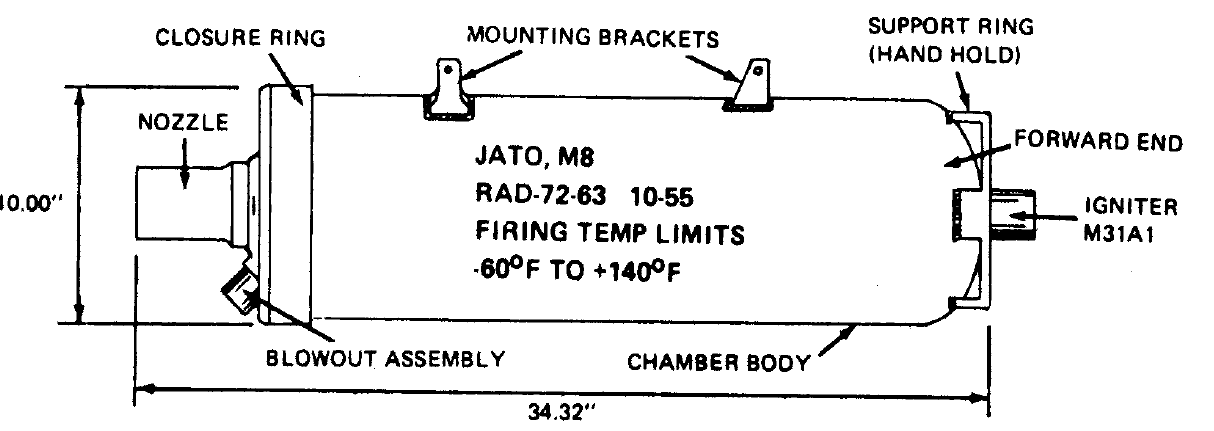 CLOSURE RING
MOUNTING BRACKETS
SUPPORT RING
(HAND HOLD)
NOZZLE
FORWARD END
JATO, M8
RAD-72-63 10-55
FIRING TEMP LIMITS
-60°F TO +140°F
10.00"
IGNITER
M31A1
BLOWOUT ASSEMBLY
CHAMBER BODY
34.32"